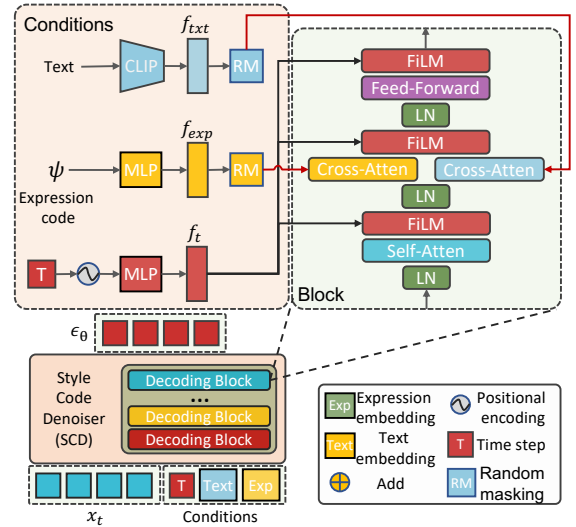 Conditions
f_txt
Text
CLIP
RM
f_exp
ψ
MLP
RM
Expression
code
f_t
T
MLP
FiLM
Feed-Forward
LN
FiLM
Cross-Atten
Cross-Atten
LN
FiLM
Self-Atten
LN
Block
ϵ_θ
Style
Code
Denoiser
(SCD)
Decoding Block
...
Decoding Block
Decoding Block
x_t
T
Text
Exp
Conditions
Exp
Expression
embedding
Positional
encoding
Text
Text
embedding
T
Time step
Add
RM
Random
masking